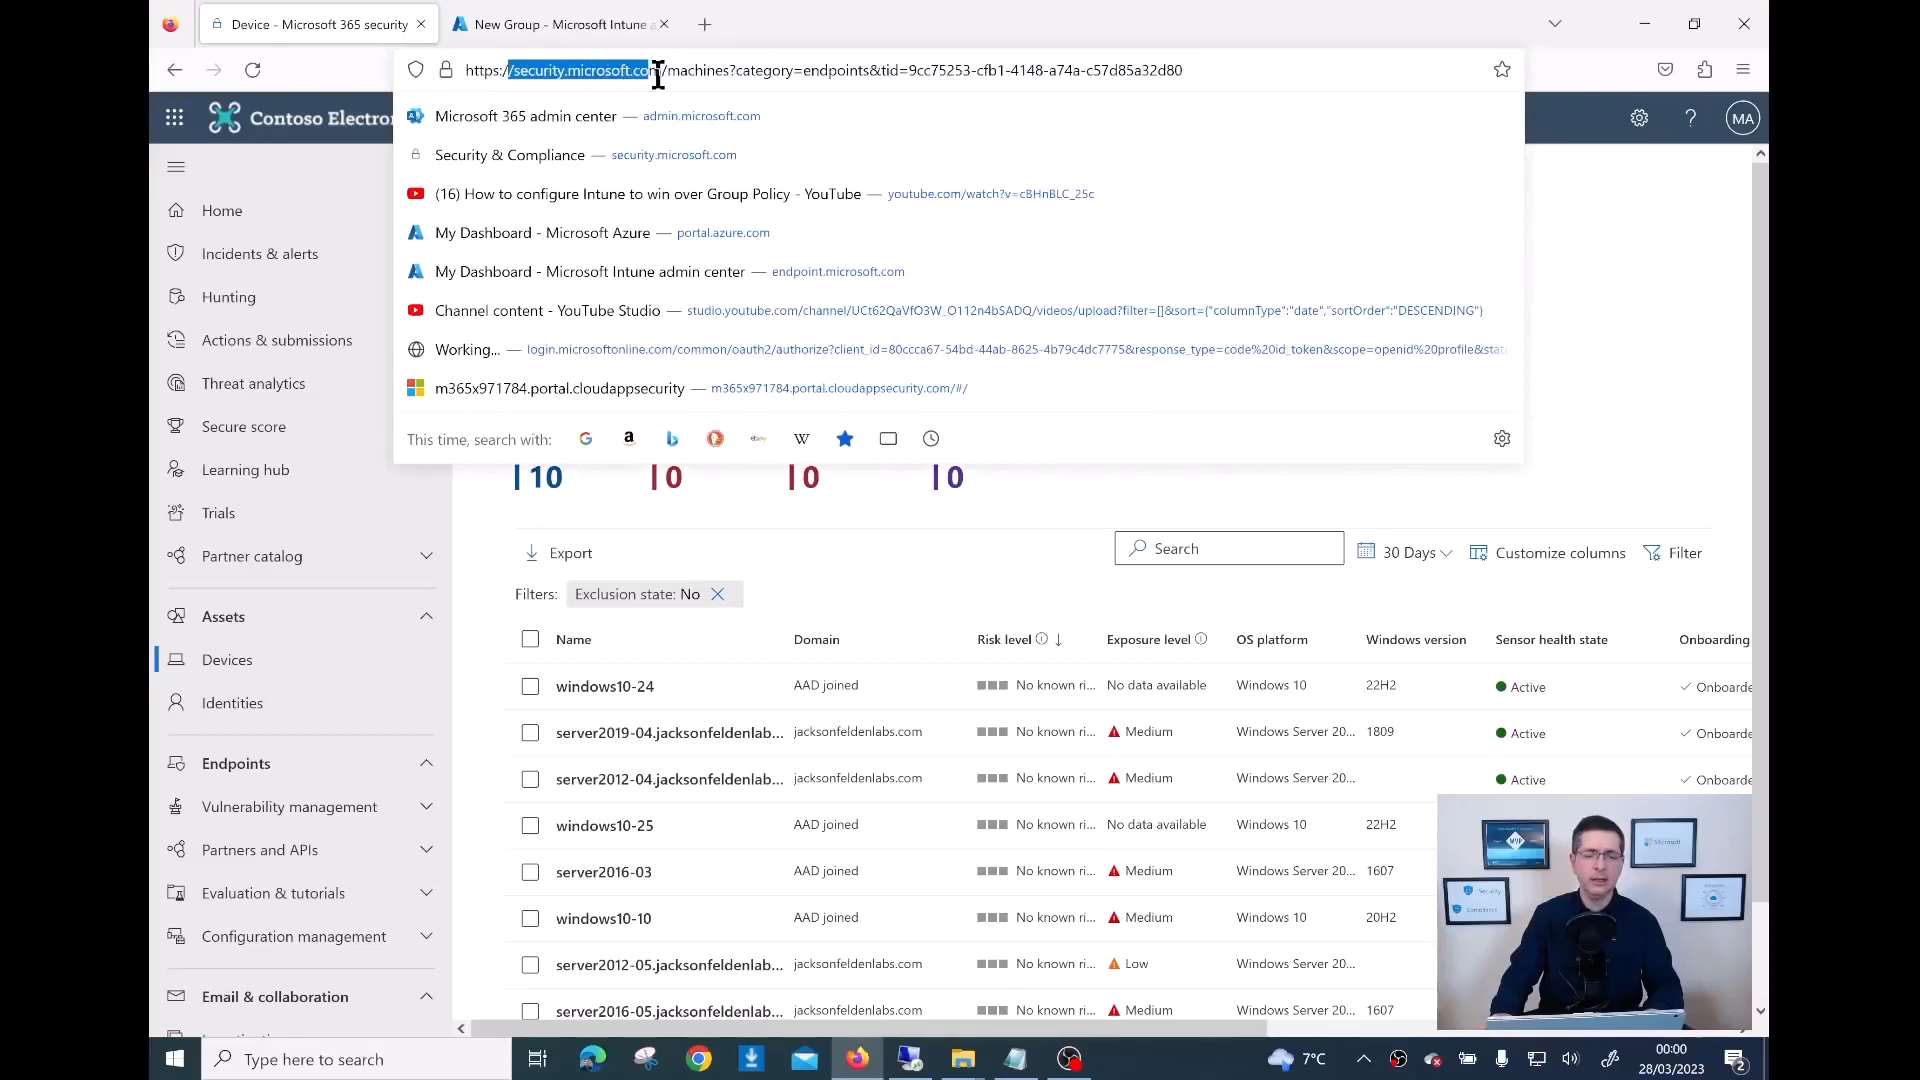 Device - Microsoft 365 security
New Group - Microsoft Intune a
https://security.microsoft.com/machines?category=endpoints&tid=9cc75253-cfb1-4148-a74a-c57d85a32d80
Contoso Electron
MA
Microsoft 365 admin center — admin.microsoft.com
Security & Compliance — security.microsoft.com
(16) How to configure Intune to win over Group Policy - YouTube — youtube.com/watch?v=cBHnBLC_25c
My Dashboard - Microsoft Azure — portal.azure.com
My Dashboard - Microsoft Intune admin center — endpoint.microsoft.com
Channel content - YouTube Studio — studio.youtube.com/channel/UCt62QaVfO3W_O112n4bSADQ/videos/upload?filter=[]&sort={"columnType":"date","sortOrder":"DESCENDING"}
Working... — login.microsoftonline.com/common/oauth2/authorize?client_id=80ccca67-54bd-44ab-8625-4b79c4dc7775&response_type=code%20id_token&scope=openid%20profile&stat
m365x971784.portal.cloudappsecurity — m365x971784.portal.cloudappsecurity.com/#/
This time, search with:
Home
Incidents & alerts
Hunting
Actions & submissions
Threat analytics
Secure score
Learning hub
Trials
Partner catalog
Assets
Devices
Identities
Endpoints
Vulnerability management
Partners and APIs
Evaluation & tutorials
Configuration management
Email & collaboration
10 0 0 0
Export
Search
30 Days
Customize columns
Filter
Filters: Exclusion state: No
Name Domain Risk level Exposure level OS platform Windows version Sensor health state Onboarding
windows10-24 AAD joined No known ri... No data available Windows 10 22H2 Active Onboarde
server2019-04.jacksonfeldenlab... jacksonfeldenlabs.com No known ri... Medium Windows Server 20... 1809 Active Onboarde
server2012-04.jacksonfeldenlab... jacksonfeldenlabs.com No known ri... Medium Windows Server 20... Active Onboarde
windows10-25 AAD joined No known ri... No data available Windows 10 22H2
server2016-03 AAD joined No known ri... Medium Windows Server 20... 1607
windows10-10 AAD joined No known ri... Medium Windows 10 20H2
server2012-05.jacksonfeldenlab... jacksonfeldenlabs.com No known ri... Low Windows Server 20...
server2016-05.jacksonfeldenlab... jacksonfeldenlabs.com No known ri... Medium Windows Server 20... 1607
MVP
Microsoft
Security
Compliance
Type here to search
7°C
00:00
28/03/2023
2